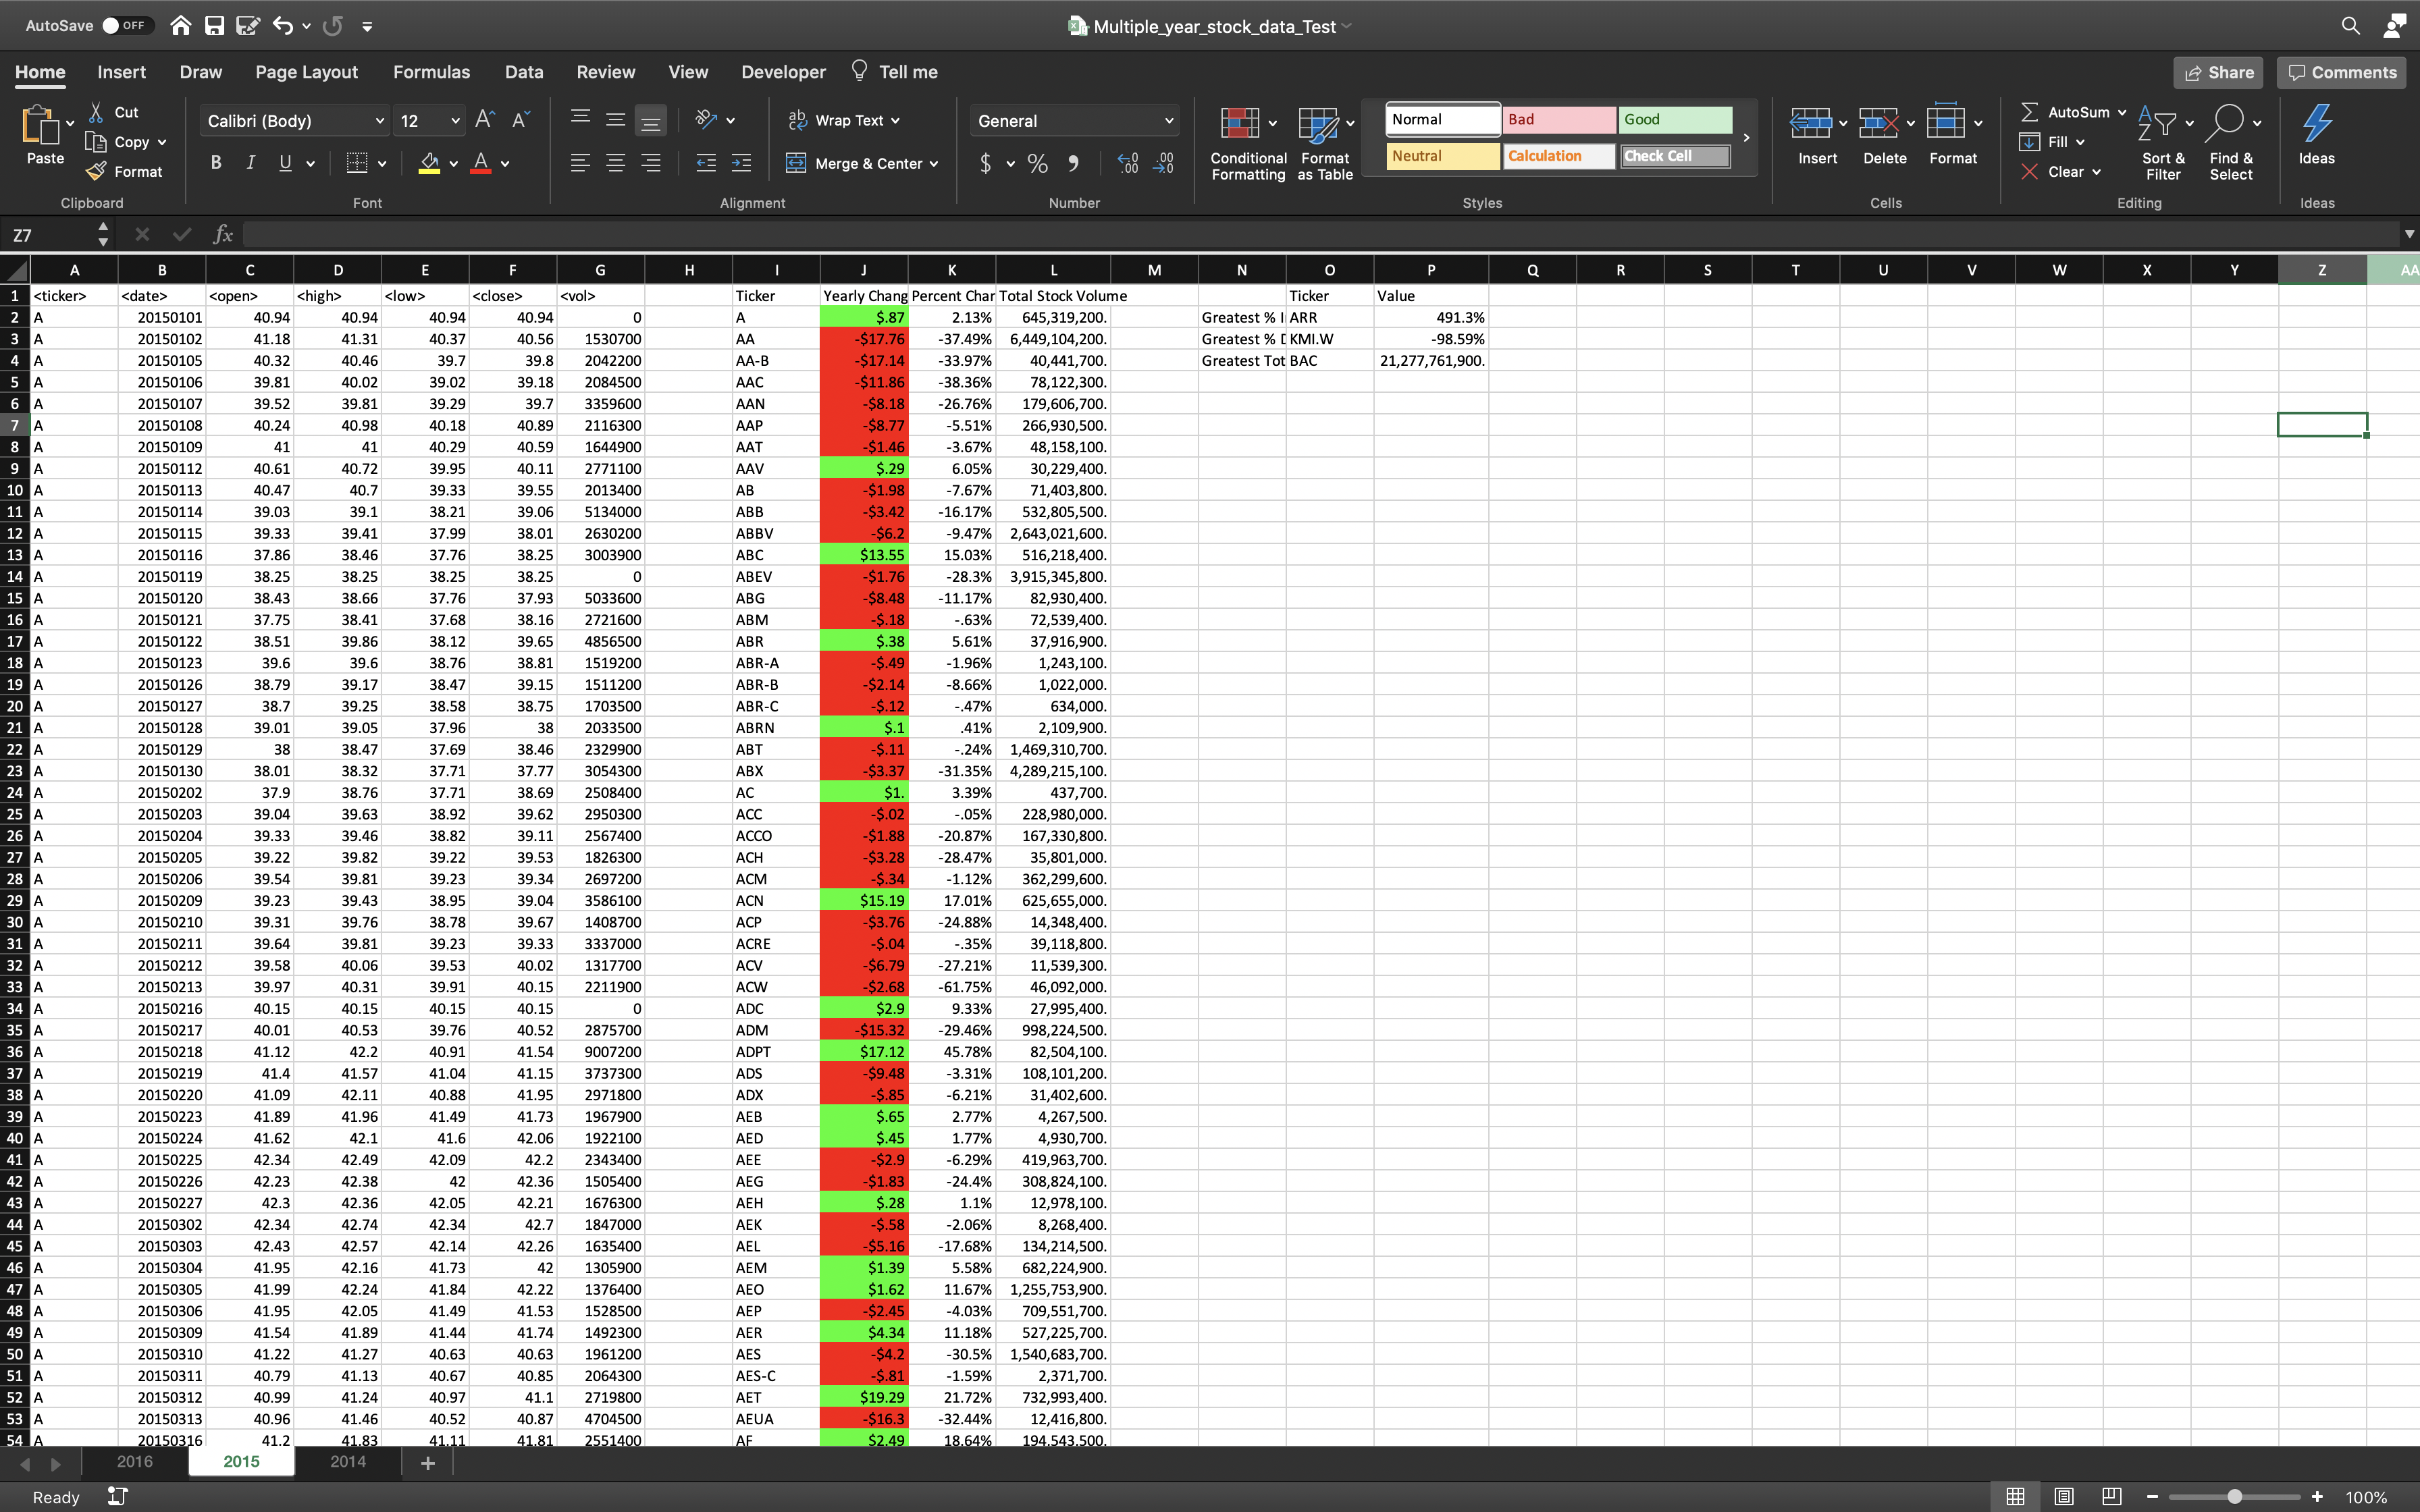 AutoSave OFF Multiple_year_stock_data_Test
Home Insert Draw Page Layout Formulas Data Review View Developer Tell me Share Comments
Paste Cut Copy Format Clipboard
Calibri (Body) 12 B I U A Font
Wrap Text Merge & Center Alignment
General $ % Number
Conditional Formatting Format as Table Normal Bad Good Neutral Calculation Check Cell Styles
Insert Delete Format Cells
AutoSum Fill Clear Sort & Filter Find & Select Editing
Ideas Ideas
Z7 fx
A B C D E F G H I J K L M N O P Q R S T U V W X Y Z AA
1 <ticker> <date> <open> <high> <low> <close> <vol> Ticker Yearly Chang Percent Char Total Stock Volume Ticker Value
2 A 20150101 40.94 40.94 40.94 40.94 0 A $.87 2.13% 645,319,200. Greatest % I ARR 491.3%
3 A 20150102 41.18 41.31 40.37 40.56 1530700 AA -$17.76 -37.49% 6,449,104,200. Greatest % D KMI.W -98.59%
4 A 20150105 40.32 40.46 39.7 39.8 2042200 AA-B -$17.14 -33.97% 40,441,700. Greatest Tot BAC 21,277,761,900.
5 A 20150106 39.81 40.02 39.02 39.18 2084500 AAC -$11.86 -38.36% 78,122,300.
6 A 20150107 39.52 39.81 39.29 39.7 3359600 AAN -$8.18 -26.76% 179,606,700.
7 A 20150108 40.24 40.98 40.18 40.89 2116300 AAP -$8.77 -5.51% 266,930,500.
8 A 20150109 41 41 40.29 40.59 1644900 AAT -$1.46 -3.67% 48,158,100.
9 A 20150112 40.61 40.72 39.95 40.11 2771100 AAV $.29 6.05% 30,229,400.
10 A 20150113 40.47 40.7 39.33 39.55 2013400 AB -$1.98 -7.67% 71,403,800.
11 A 20150114 39.03 39.1 38.21 39.06 5134000 ABB -$3.42 -16.17% 532,805,500.
12 A 20150115 39.33 39.41 37.99 38.01 2630200 ABBV -$6.2 -9.47% 2,643,021,600.
13 A 20150116 37.86 38.46 37.76 38.25 3003900 ABC $13.55 15.03% 516,218,400.
14 A 20150119 38.25 38.25 38.25 38.25 0 ABEV -$1.76 -28.3% 3,915,345,800.
15 A 20150120 38.43 38.66 37.76 37.93 5033600 ABG -$8.48 -11.17% 82,930,400.
16 A 20150121 37.75 38.41 37.68 38.16 2721600 ABM -$.18 -.63% 72,539,400.
17 A 20150122 38.51 39.86 38.12 39.65 4856500 ABR $.38 5.61% 37,916,900.
18 A 20150123 39.6 39.6 38.76 38.81 1519200 ABR-A -$.49 -1.96% 1,243,100.
19 A 20150126 38.79 39.17 38.47 39.15 1511200 ABR-B -$2.14 -8.66% 1,022,000.
20 A 20150127 38.7 39.25 38.58 38.75 1703500 ABR-C -$.12 -.47% 634,000.
21 A 20150128 39.01 39.05 37.96 38 2033500 ABRN $.1 .41% 2,109,900.
22 A 20150129 38 38.47 37.69 38.46 2329900 ABT -$.11 -.24% 1,469,310,700.
23 A 20150130 38.01 38.32 37.71 37.77 3054300 ABX -$3.37 -31.35% 4,289,215,100.
24 A 20150202 37.9 38.76 37.71 38.69 2508400 AC $1. 3.39% 437,700.
25 A 20150203 39.04 39.63 38.92 39.62 2950300 ACC -$.02 -.05% 228,980,000.
26 A 20150204 39.33 39.46 38.82 39.11 2567400 ACCO -$1.88 -20.87% 167,330,800.
27 A 20150205 39.22 39.82 39.22 39.53 1826300 ACH -$3.28 -28.47% 35,801,000.
28 A 20150206 39.54 39.81 39.23 39.34 2697200 ACM -$.34 -1.12% 362,299,600.
29 A 20150209 39.23 39.43 38.95 39.04 3586100 ACN $15.19 17.01% 625,655,000.
30 A 20150210 39.31 39.76 38.78 39.67 1408700 ACP -$3.76 -24.88% 14,348,400.
31 A 20150211 39.64 39.81 39.23 39.33 3337000 ACRE -$.04 -.35% 39,118,800.
32 A 20150212 39.58 40.06 39.53 40.02 1317700 ACV -$6.79 -27.21% 11,539,300.
33 A 20150213 39.97 40.31 39.91 40.15 2211900 ACW -$2.68 -61.75% 46,092,000.
34 A 20150216 40.15 40.15 40.15 40.15 0 ADC $2.9 9.33% 27,995,400.
35 A 20150217 40.01 40.53 39.76 40.52 2875700 ADM -$15.32 -29.46% 998,224,500.
36 A 20150218 41.12 42.2 40.91 41.54 9007200 ADPT $17.12 45.78% 82,504,100.
37 A 20150219 41.4 41.57 41.04 41.15 3737300 ADS -$9.48 -3.31% 108,101,200.
38 A 20150220 41.09 42.11 40.88 41.95 2971800 ADX -$.85 -6.21% 31,402,600.
39 A 20150223 41.89 41.96 41.49 41.73 1967900 AEB $.65 2.77% 4,267,500.
40 A 20150224 41.62 42.1 41.6 42.06 1922100 AED $.45 1.77% 4,930,700.
41 A 20150225 42.34 42.49 42.09 42.2 2343400 AEE -$2.9 -6.29% 419,963,700.
42 A 20150226 42.23 42.38 42 42.36 1505400 AEG -$1.83 -24.4% 308,824,100.
43 A 20150227 42.3 42.36 42.05 42.21 1676300 AEH $.28 1.1% 12,978,100.
44 A 20150302 42.34 42.74 42.34 42.7 1847000 AEK -$.58 -2.06% 8,268,400.
45 A 20150303 42.43 42.57 42.14 42.26 1635400 AEL -$5.16 -17.68% 134,214,500.
46 A 20150304 41.95 42.16 41.73 42 1305900 AEM $1.39 5.58% 682,224,900.
47 A 20150305 41.99 42.24 41.84 42.22 1376400 AEO $1.62 11.67% 1,255,753,900.
48 A 20150306 41.95 42.05 41.49 41.53 1528500 AEP -$2.45 -4.03% 709,551,700.
49 A 20150309 41.54 41.89 41.44 41.74 1492300 AER $4.34 11.18% 527,225,700.
50 A 20150310 41.22 41.27 40.63 40.63 1961200 AES -$4.2 -30.5% 1,540,683,700.
51 A 20150311 40.79 41.13 40.67 40.85 2064300 AES-C -$.81 -1.59% 2,371,700.
52 A 20150312 40.99 41.24 40.97 41.1 2719800 AET $19.29 21.72% 732,993,400.
53 A 20150313 40.96 41.46 40.52 40.87 4704500 AEUA -$16.3 -32.44% 12,416,800.
54 A 20150316 41.2 41.83 41.11 41.81 2551400 AF $2.49 18.64% 194,543,500.
2016 2015 2014 +
Ready 100%